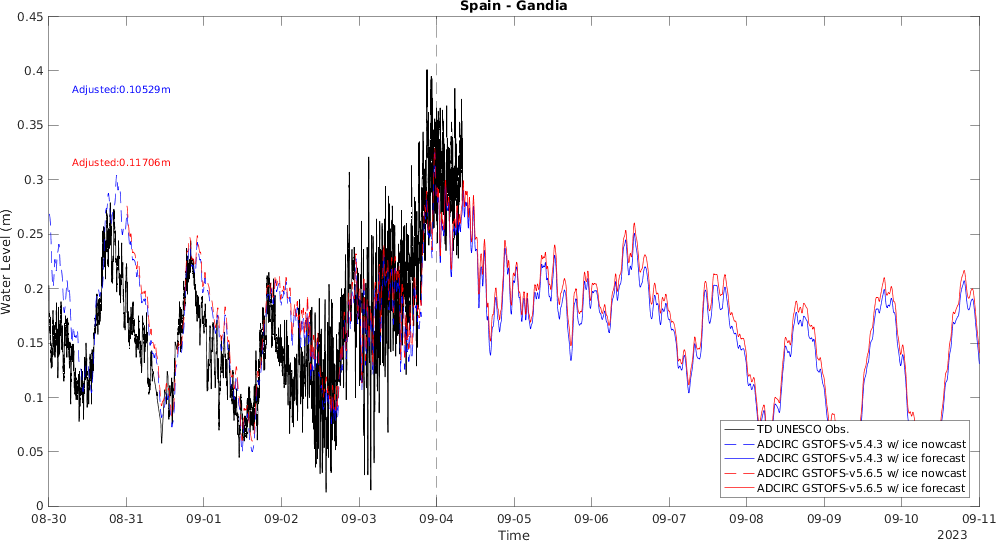 Spain - Gandia
0.45
0.4
0.35
0.3
0.25
0.2
0.15
0.1
0.05
0
Water Level (m)
Adjusted:0.10529m
Adjusted:0.11706m
TD UNESCO Obs.
ADCIRC GSTOFS-v5.4.3 w/ ice nowcast
ADCIRC GSTOFS-v5.4.3 w/ ice forecast
ADCIRC GSTOFS-v5.6.5 w/ ice nowcast
ADCIRC GSTOFS-v5.6.5 w/ ice forecast
08-30 08-31 09-01 09-02 09-03 09-04 09-05 09-06 09-07 09-08 09-09 09-10 09-11
Time
2023